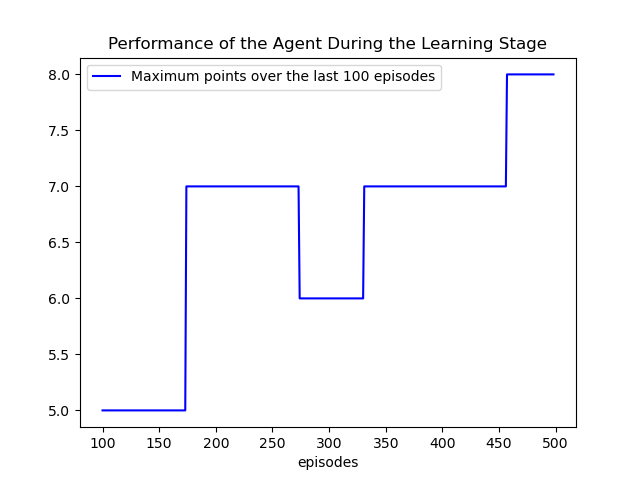 Performance of the Agent During the Learning Stage
Maximum points over the last 100 episodes
8.0
7.5
7.0
6.5
6.0
5.5
5.0
100 150 200 250 300 350 400 450 500
episodes